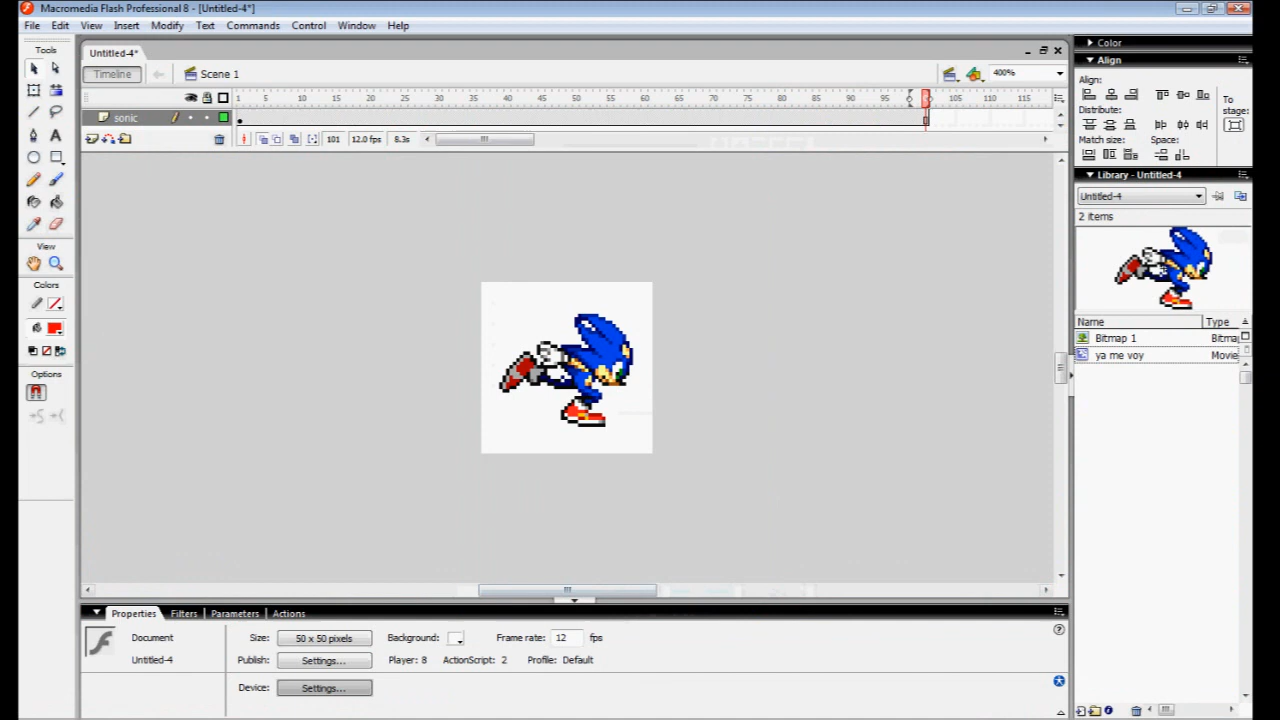 Macromedia Flash Professional 8 - [Untitled-4*]
File Edit View Insert Modify Text Commands Control Window Help
Tools
Untitled-4*
Timeline
Scene 1
400%
1 5 10 15 20 25 30 35 40 45 50 55 60 65 70 75 80 85 90 95 105 110 115
sonic
101 12.0 fps 8.3s
View
Colors
Options
Color
Align
Align:
Distribute:
Match size: Space:
To stage:
Library - Untitled-4
Untitled-4
2 items
Name Type
Bitmap 1 Bitma
ya me voy Movie
Properties Filters Parameters Actions
Document
Untitled-4
Size: 50 x 50 pixels
Background:
Frame rate: 12 fps
Publish: Settings...
Player: 8 ActionScript: 2 Profile: Default
Device: Settings...